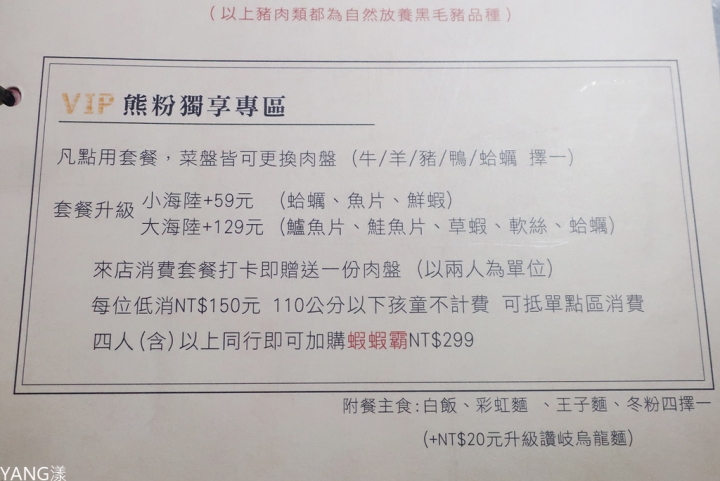 (以上豬肉類都為自然放養黑毛豬品種)
VIP 熊粉獨享專區
凡點用套餐，菜盤皆可更換肉盤 (牛/羊/豬/鴨/蛤蠣 擇一)
套餐升級 小海陸+59元 (蛤蠣、魚片、鮮蝦)
大海陸+129元 (鱸魚片、鮭魚片、草蝦、軟絲、蛤蠣)
來店消費套餐打卡即贈送一份肉盤 (以兩人為單位)
每位低消NT$150元 110公分以下孩童不計費 可抵單點區消費
四人(含)以上同行即可加購蝦蝦霸NT$299
附餐主食:白飯、彩虹麵 、王子麵、冬粉四擇一
(+NT$20元升級讚岐烏龍麵)
YANG漾